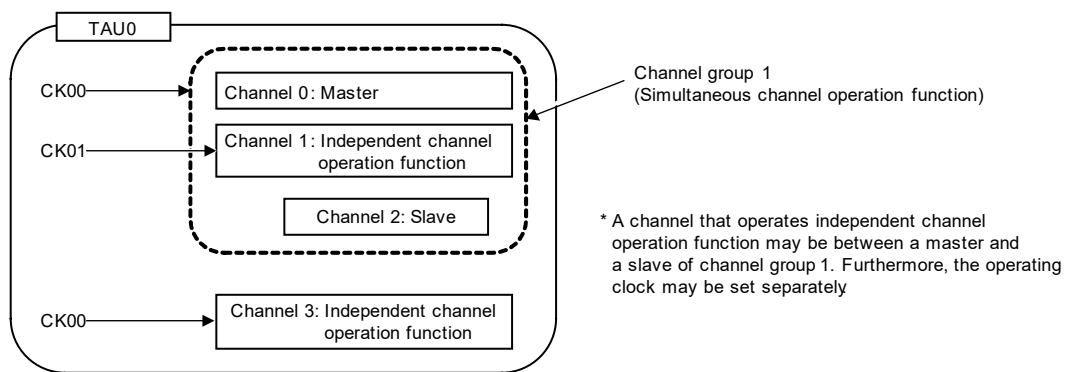 TAU0
CK00
Channel 0: Master
Channel group 1
(Simultaneous channel operation function)
CK01
Channel 1: Independent channel
operation function
Channel 2: Slave
* A channel that operates independent channel
operation function may be between a master and
a slave of channel group 1. Furthermore, the operating
clock may be set separately.
CK00
Channel 3: Independent channel
operation function